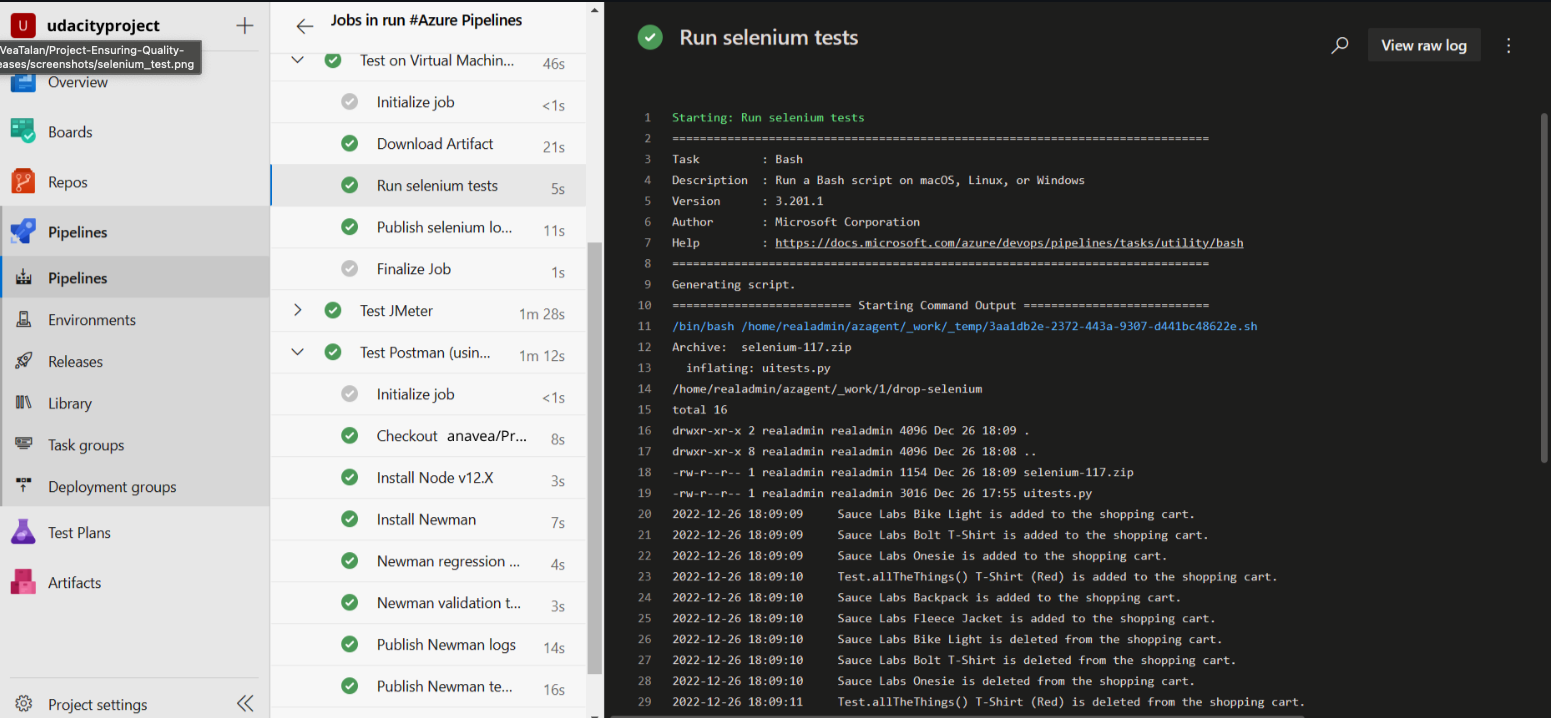 U udacityproject
VeaTalan/Project-Ensuring-Quality-
eases/screenshots/selenium_test.png
Overview
Boards
Repos
Pipelines
Pipelines
Environments
Releases
Library
Task groups
Deployment groups
Test Plans
Artifacts
Project settings
Jobs in run #Azure Pipelines
Test on Virtual Machin... 46s
Initialize job <1s
Download Artifact 21s
Run selenium tests 5s
Publish selenium lo... 11s
Finalize Job 1s
Test JMeter 1m 28s
Test Postman (usin... 1m 12s
Initialize job <1s
Checkout anavea/Pr... 8s
Install Node v12.X 3s
Install Newman 7s
Newman regression ... 4s
Newman validation t... 3s
Publish Newman logs 14s
Publish Newman te... 16s
Run selenium tests
View raw log
1 Starting: Run selenium tests
2 ==============================================================================
3 Task : Bash
4 Description : Run a Bash script on macOS, Linux, or Windows
5 Version : 3.201.1
6 Author : Microsoft Corporation
7 Help : https://docs.microsoft.com/azure/devops/pipelines/tasks/utility/bash
8 ==============================================================================
9 Generating script.
10 ========================== Starting Command Output ===========================
11 /bin/bash /home/realadmin/azagent/_work/_temp/3aa1db2e-2372-443a-9307-d441bc48622e.sh
12 Archive: selenium-117.zip
13 inflating: uitests.py
14 /home/realadmin/azagent/_work/1/drop-selenium
15 total 16
16 drwxr-xr-x 2 realadmin realadmin 4096 Dec 26 18:09 .
17 drwxr-xr-x 8 realadmin realadmin 4096 Dec 26 18:08 ..
18 -rw-r--r-- 1 realadmin realadmin 1154 Dec 26 18:09 selenium-117.zip
19 -rw-r--r-- 1 realadmin realadmin 3016 Dec 26 17:55 uitests.py
20 2022-12-26 18:09:09 Sauce Labs Bike Light is added to the shopping cart.
21 2022-12-26 18:09:09 Sauce Labs Bolt T-Shirt is added to the shopping cart.
22 2022-12-26 18:09:09 Sauce Labs Onesie is added to the shopping cart.
23 2022-12-26 18:09:10 Test.allTheThings() T-Shirt (Red) is added to the shopping cart.
24 2022-12-26 18:09:10 Sauce Labs Backpack is added to the shopping cart.
25 2022-12-26 18:09:10 Sauce Labs Fleece Jacket is added to the shopping cart.
26 2022-12-26 18:09:10 Sauce Labs Bike Light is deleted from the shopping cart.
27 2022-12-26 18:09:10 Sauce Labs Bolt T-Shirt is deleted from the shopping cart.
28 2022-12-26 18:09:10 Sauce Labs Onesie is deleted from the shopping cart.
29 2022-12-26 18:09:11 Test.allTheThings() T-Shirt (Red) is deleted from the shopping cart.